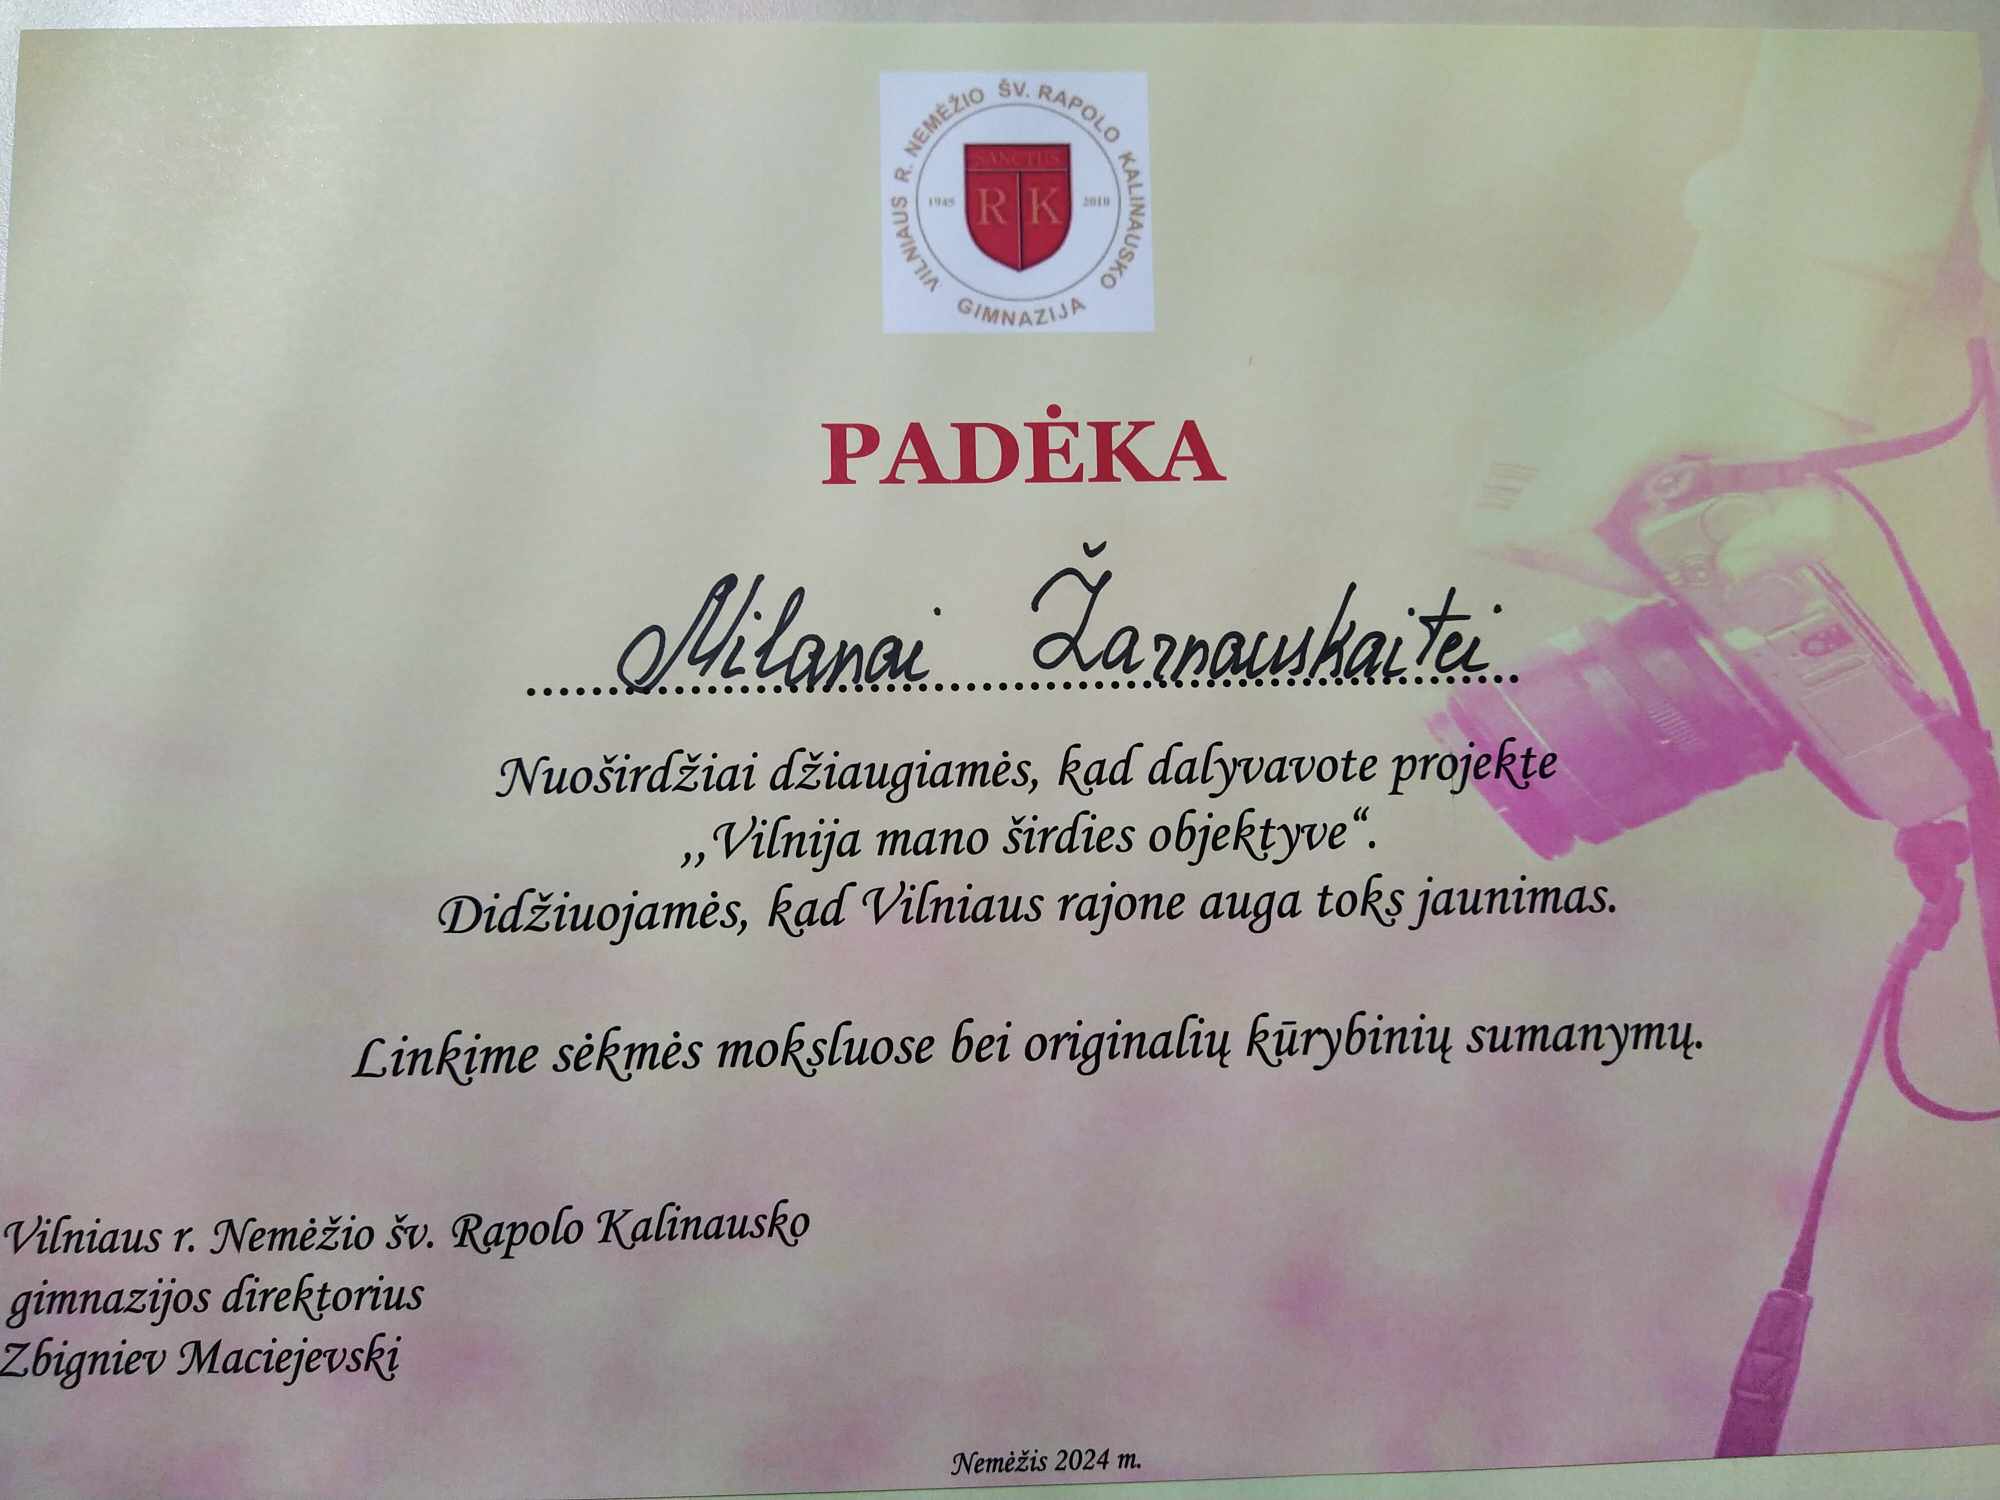 VILNIAUS R. NEMĖŽIO ŠV. RAPOLO KALINAUSKO
GIMNAZIJA
SANCTUS
1945 R K 2010
PADĖKA
Milanai Žarnauskaitei
Nuoširdžiai džiaugiamės, kad dalyvavote projekte
,,Vilnija mano širdies objektyve“.
Didžiuojamės, kad Vilniaus rajone auga toks jaunimas.
Linkime sėkmės moksluose bei originalių kūrybinių sumanymų.
Vilniaus r. Nemėžio šv. Rapolo Kalinausko
gimnazijos direktorius
Zbigniev Maciejevski
Nemėžis 2024 m.